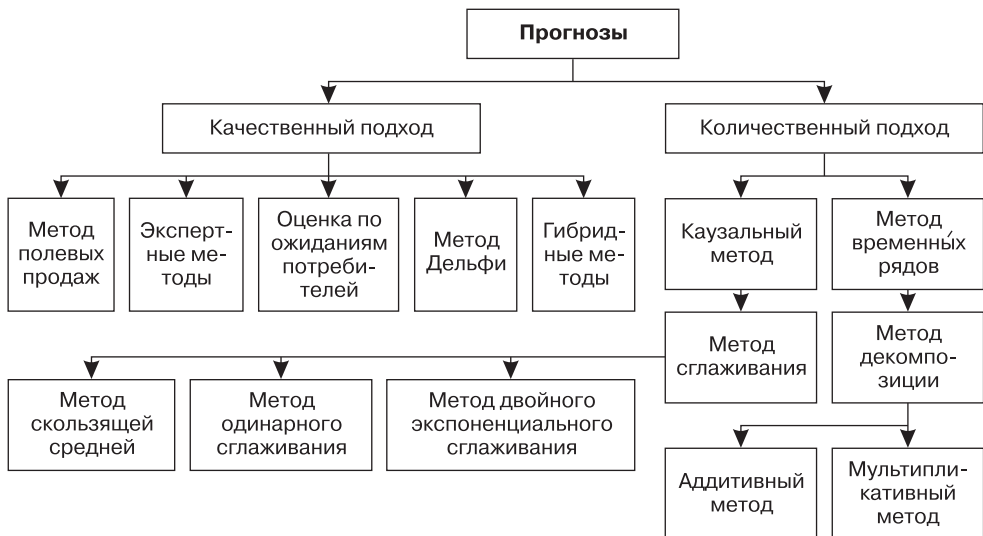 Прогнозы
Качественный подход
Количественный подход
Метод
полевых
продаж
Эксперт-
ные ме-
тоды
Оценка по
ожиданиям
потреби-
телей
Метод
Дельфи
Гибрид-
ные ме-
тоды
Каузальный
метод
Метод
временны́х
рядов
Метод
сглаживания
Метод
декомпо-
зиции
Метод
скользящей
средней
Метод
одинарного
сглаживания
Метод двойного
экспоненциального
сглаживания
Аддитивный
метод
Мультипли-
кативный
метод